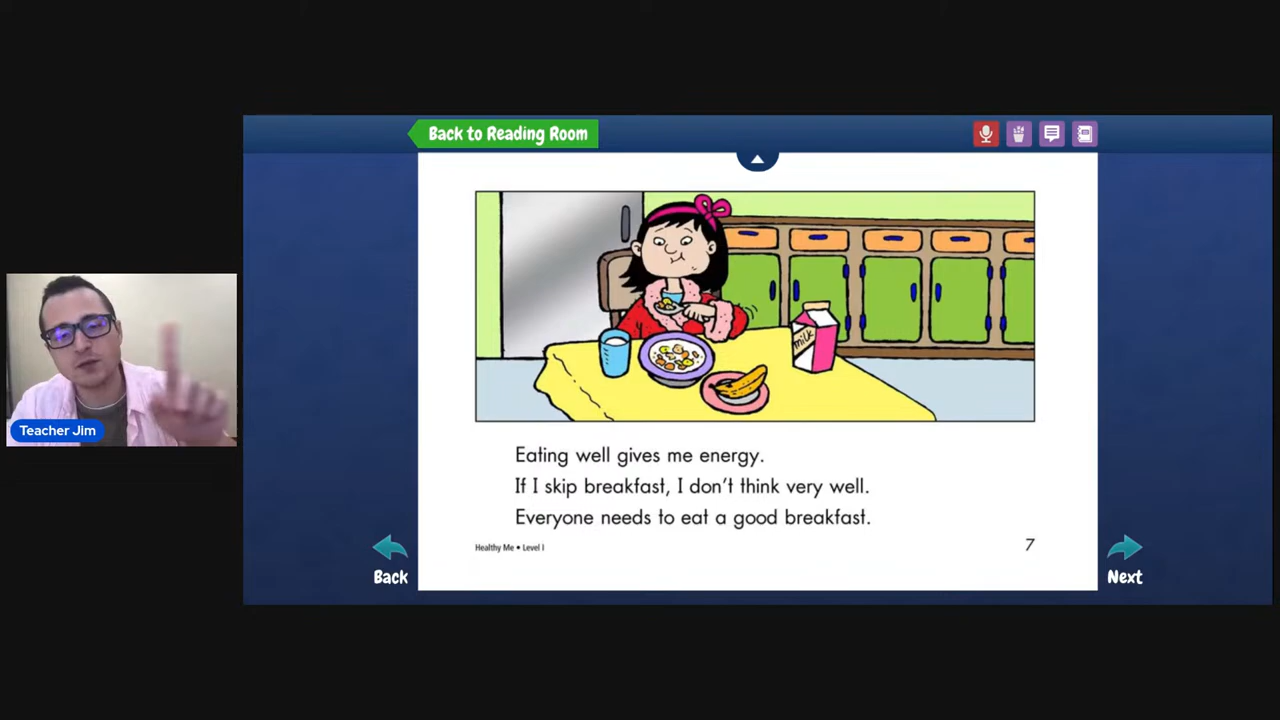 Back to Reading Room
milk
Teacher Jim
Eating well gives me energy.
If I skip breakfast, I don't think very well.
Everyone needs to eat a good breakfast.
Healthy Me • Level I
7
Back
Next